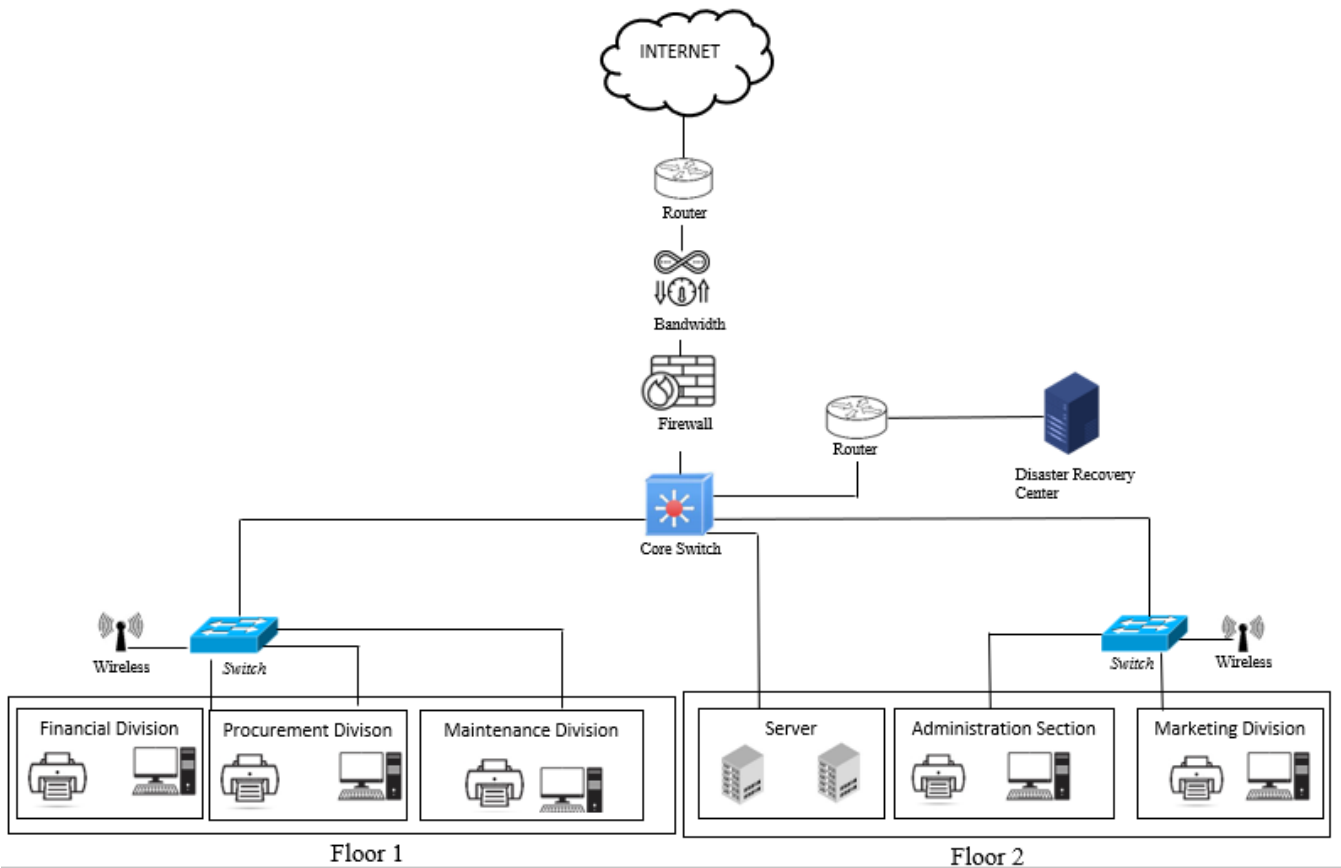 INTERNET
Router
Bandwidth
Firewall
Router
Disaster Recovery
Center
Core Switch
Wireless
Switch
Switch
Wireless
Financial Division
Procurement Divison
Maintenance Division
Server
Administration Section
Marketing Division
Floor 1
Floor 2